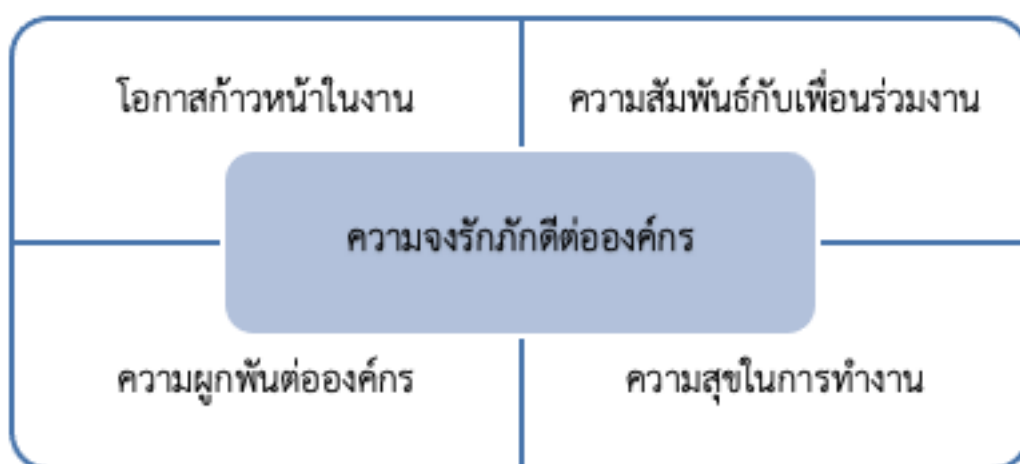 โอกาสก้าวหน้าในงาน
ความสัมพันธ์กับเพื่อนร่วมงาน
ความจงรักภักดีต่อองค์กร
ความผูกพันต่อองค์กร
ความสุขในการทำงาน